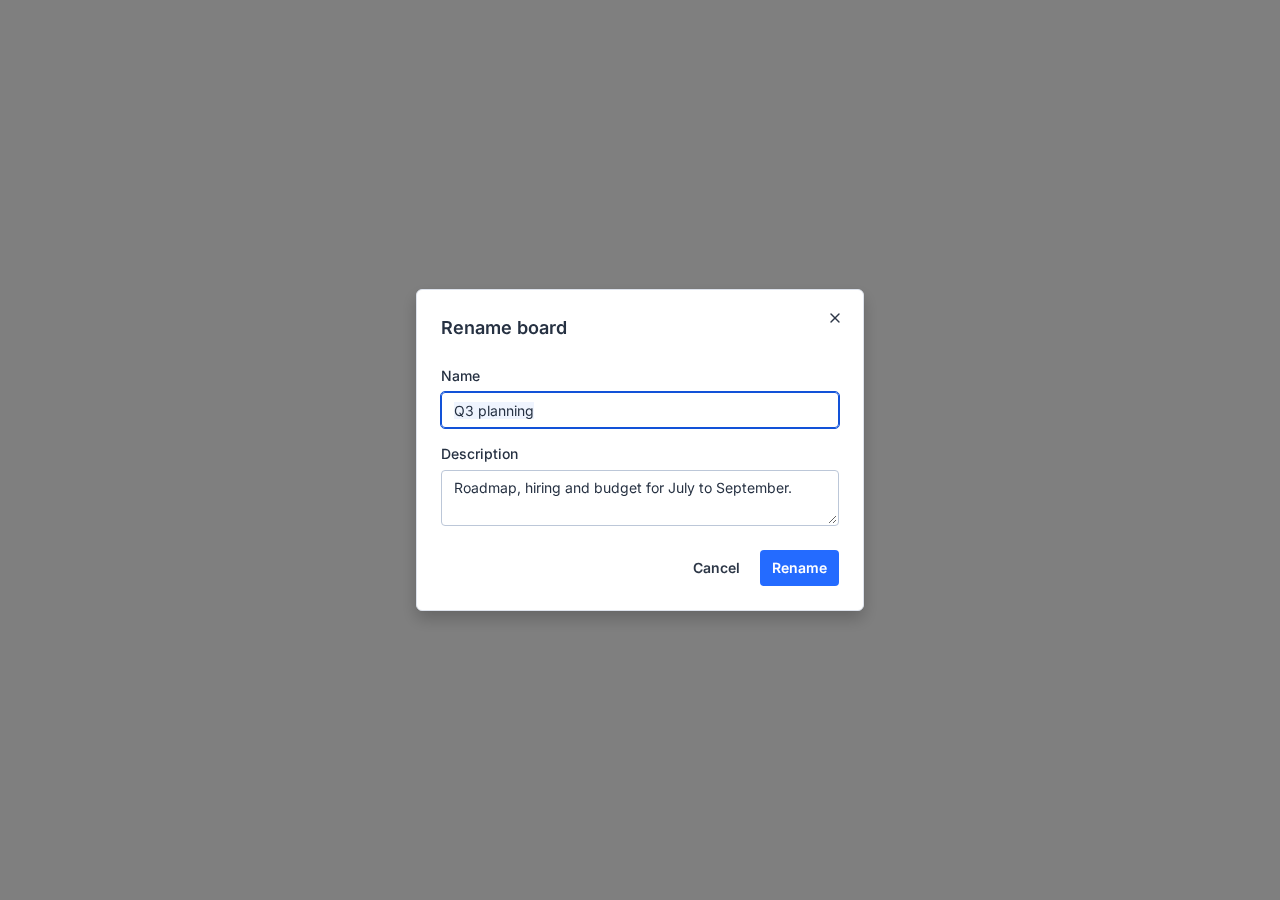 Rename board
Name
Q3 planning
Description
Roadmap, hiring and budget for July to September.
Cancel
Rename